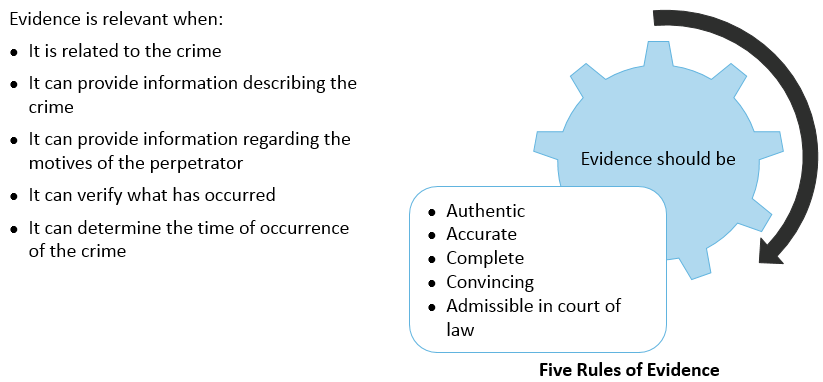 Evidence is relevant when:
● It is related to the crime
● It can provide information describing the
crime
● It can provide information regarding the
motives of the perpetrator
● It can verify what has occurred
● It can determine the time of occurrence
of the crime
Evidence should be
● Authentic
● Accurate
● Complete
● Convincing
● Admissible in court of
law
Five Rules of Evidence